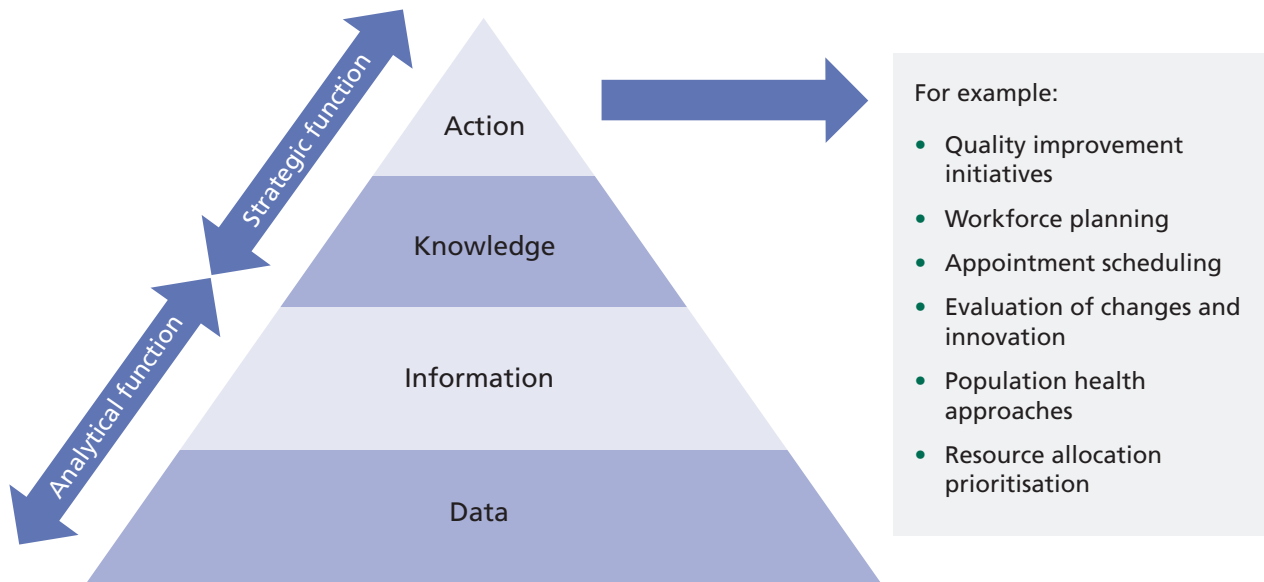 Strategic function
Analytical function
Action
Knowledge
Information
Data
For example:
• Quality improvement
initiatives
• Workforce planning
• Appointment scheduling
• Evaluation of changes and
innovation
• Population health
approaches
• Resource allocation
prioritisation